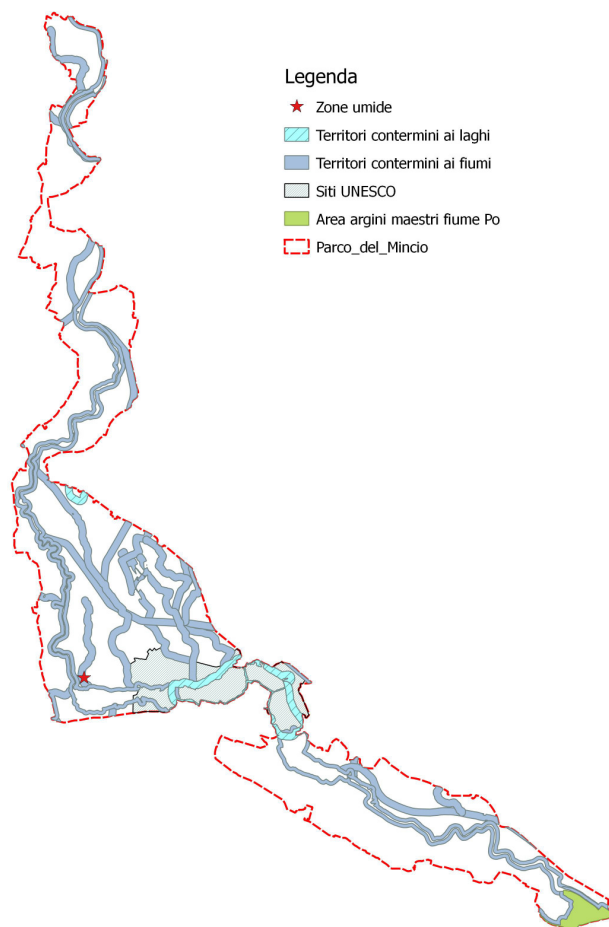 Legenda
Zone umide
Territori contermini ai laghi
Territori contermini ai fiumi
Siti UNESCO
Area argini maestri fiume Po
Parco_del_Mincio